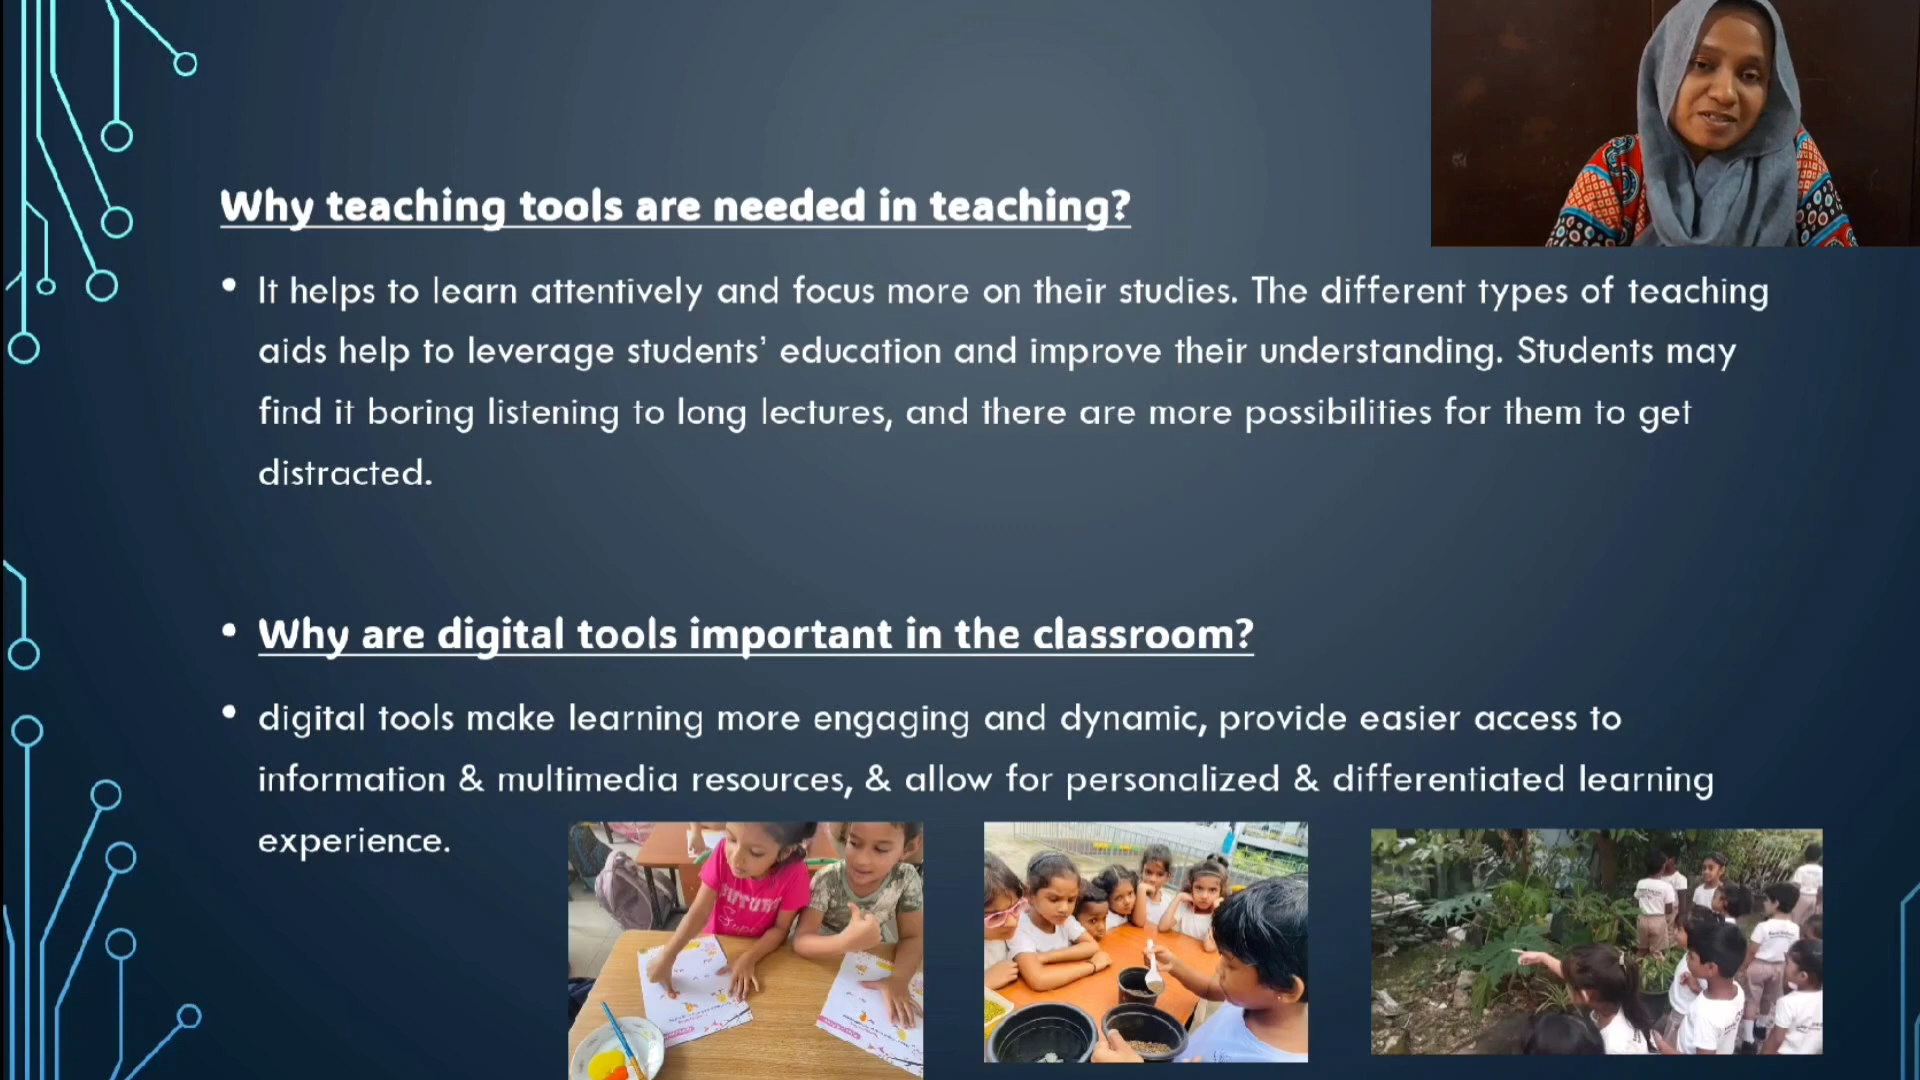 Why teaching tools are needed in teaching?
• It helps to learn attentively and focus more on their studies. The different types of teaching
aids help to leverage students’ education and improve their understanding. Students may
find it boring listening to long lectures, and there are more possibilities for them to get
distracted.
• Why are digital tools important in the classroom?
• digital tools make learning more engaging and dynamic, provide easier access to
information & multimedia resources, & allow for personalized & differentiated learning
experience.